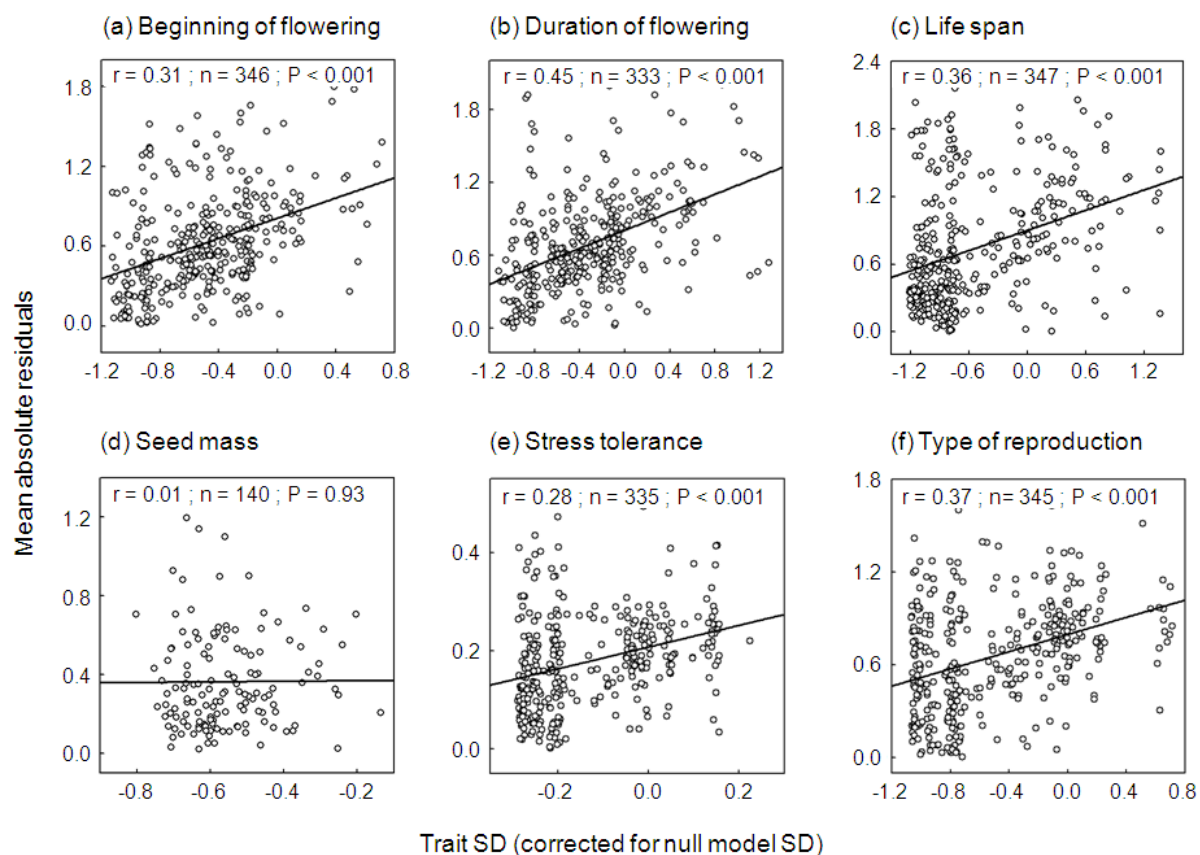 (a) Beginning of flowering
(b) Duration of flowering
(c) Life span
r = 0.31 ; n = 346 ; P < 0.001
r = 0.45 ; n = 333 ; P < 0.001
r = 0.36 ; n = 347 ; P < 0.001
1.8
1.2
0.6
0.0
-1.2 -0.8 -0.4 0.0 0.4 0.8
1.8
1.2
0.6
0.0
-0.8 -0.4 0.0 0.4 0.8 1.2
2.4
1.8
1.2
0.6
0.0
-1.2 -0.6 0.0 0.6 1.2
(d) Seed mass
(e) Stress tolerance
(f) Type of reproduction
r = 0.01 ; n = 140 ; P = 0.93
r = 0.28 ; n = 335 ; P < 0.001
r = 0.37 ; n= 345 ; P < 0.001
1.2
0.8
0.4
0.0
-0.8 -0.6 -0.4 -0.2
0.4
0.2
0.0
-0.2 0.0 0.2
1.8
1.2
0.6
0.0
-1.2 -0.8 -0.4 0.0 0.4 0.8
Mean absolute residuals
Trait SD (corrected for null model SD)